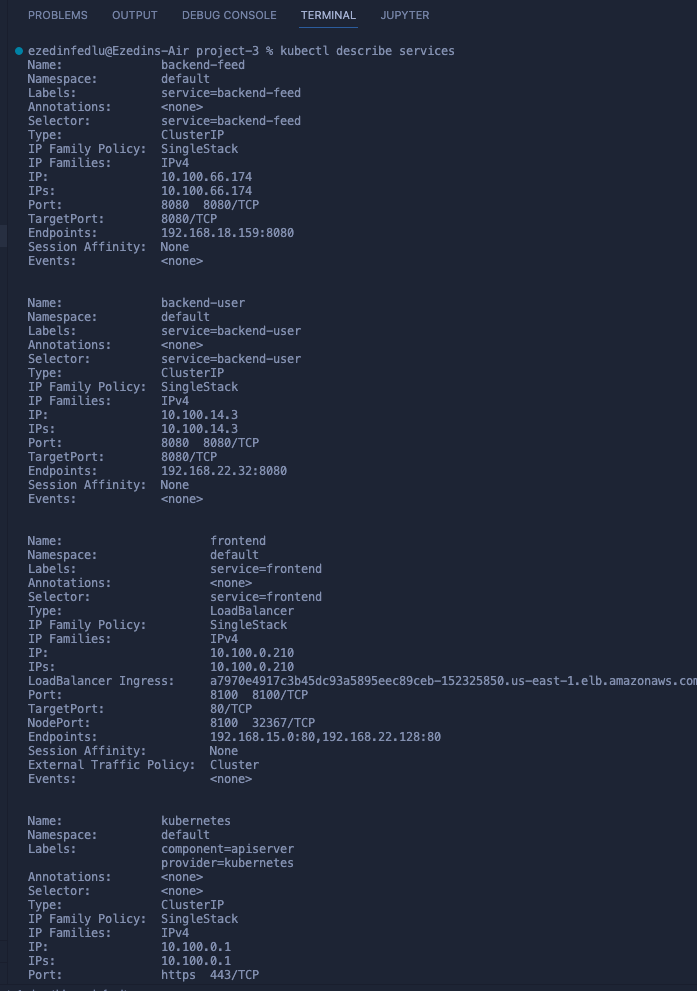 PROBLEMS OUTPUT DEBUG CONSOLE TERMINAL JUPYTER
ezedinfedlu@Ezedins-Air project-3 % kubectl describe services
Name: backend-feed
Namespace: default
Labels: service=backend-feed
Annotations: <none>
Selector: service=backend-feed
Type: ClusterIP
IP Family Policy: SingleStack
IP Families: IPv4
IP: 10.100.66.174
IPs: 10.100.66.174
Port: 8080 8080/TCP
TargetPort: 8080/TCP
Endpoints: 192.168.18.159:8080
Session Affinity: None
Events: <none>
Name: backend-user
Namespace: default
Labels: service=backend-user
Annotations: <none>
Selector: service=backend-user
Type: ClusterIP
IP Family Policy: SingleStack
IP Families: IPv4
IP: 10.100.14.3
IPs: 10.100.14.3
Port: 8080 8080/TCP
TargetPort: 8080/TCP
Endpoints: 192.168.22.32:8080
Session Affinity: None
Events: <none>
Name: frontend
Namespace: default
Labels: service=frontend
Annotations: <none>
Selector: service=frontend
Type: LoadBalancer
IP Family Policy: SingleStack
IP Families: IPv4
IP: 10.100.0.210
IPs: 10.100.0.210
LoadBalancer Ingress: a7970e4917c3b45dc93a5895eec89ceb-152325850.us-east-1.elb.amazonaws.com
Port: 8100 8100/TCP
TargetPort: 80/TCP
NodePort: 8100 32367/TCP
Endpoints: 192.168.15.0:80,192.168.22.128:80
Session Affinity: None
External Traffic Policy: Cluster
Events: <none>
Name: kubernetes
Namespace: default
Labels: component=apiserver
provider=kubernetes
Annotations: <none>
Selector: <none>
Type: ClusterIP
IP Family Policy: SingleStack
IP Families: IPv4
IP: 10.100.0.1
IPs: 10.100.0.1
Port: https 443/TCP